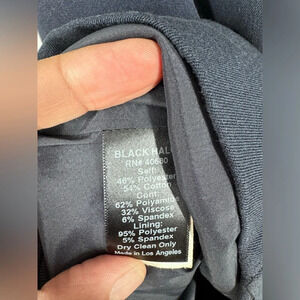 BLACK HAL
RN# 40600
Self:
46% Polyester
54% Cotton
Cont:
62% Polyamide
32% Viscose
6% Spandex
Lining:
95% Polyester
5% Spandex
Dry Clean Only
Made in Los Angeles